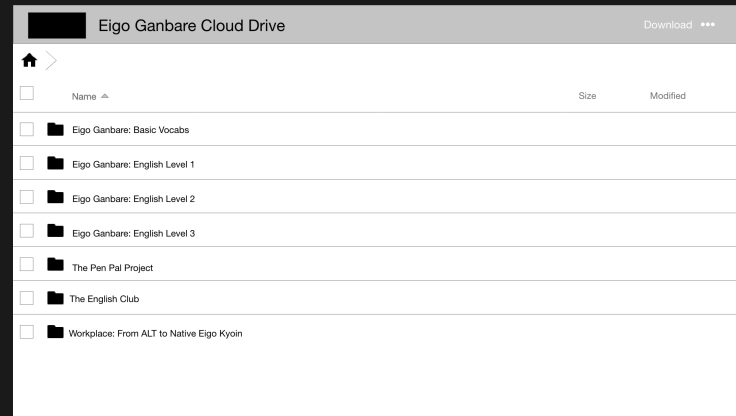 Eigo Ganbare Cloud Drive
Download •••
Name Size Modified
Eigo Ganbare: Basic Vocabs
Eigo Ganbare: English Level 1
Eigo Ganbare: English Level 2
Eigo Ganbare: English Level 3
The Pen Pal Project
The English Club
Workplace: From ALT to Native Eigo Kyoin